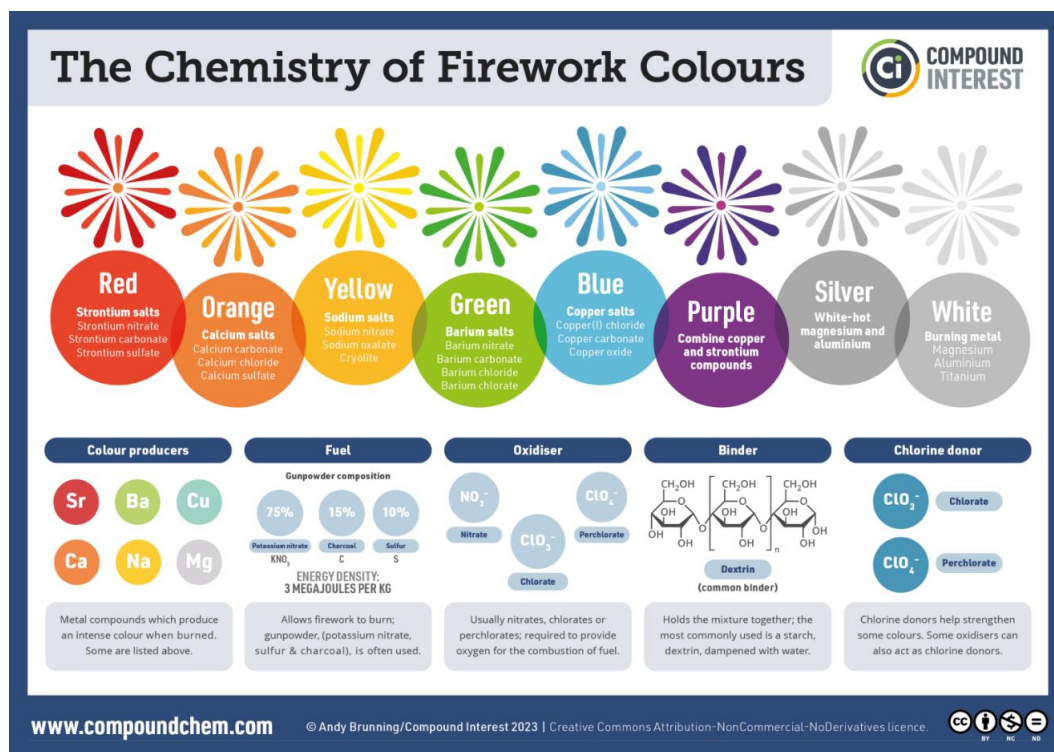 The Chemistry of Firework Colours
Ci
COMPOUND
INTEREST
Red
Strontium salts
Strontium nitrate
Strontium carbonate
Strontium sulfate
Orange
Calcium salts
Calcium carbonate
Calcium chloride
Calcium sulfate
Yellow
Sodium salts
Sodium nitrate
Sodium oxalate
Cryolite
Green
Barium salts
Barium nitrate
Barium carbonate
Barium chloride
Barium chlorate
Blue
Copper salts
Copper(I) chloride
Copper carbonate
Copper oxide
Purple
Combine copper
and strontium
compounds
Silver
White-hot
magnesium and
aluminium
White
Burning metal
Magnesium
Aluminium
Titanium
Colour producers
Sr Ba Cu
Ca Na Mg
Metal compounds which produce
an intense colour when burned.
Some are listed above.
Fuel
Gunpowder composition
75% 15% 10%
Potassium nitrate Charcoal Sulfur
KNO₃ C S
ENERGY DENSITY:
3 MEGAJOULES PER KG
Allows firework to burn;
gunpowder, (potassium nitrate,
sulfur & charcoal), is often used.
Oxidiser
NO₃⁻
Nitrate
ClO₃⁻
Chlorate
ClO₄⁻
Perchlorate
Usually nitrates, chlorates or
perchlorates; required to provide
oxygen for the combustion of fuel.
Binder
CH₂OH CH₂OH CH₂OH
O O O
OH OH OH
OH O O OH
OH OH OH
n
Dextrin
(common binder)
Holds the mixture together; the
most commonly used is a starch,
dextrin, dampened with water.
Chlorine donor
ClO₃⁻ Chlorate
ClO₄⁻ Perchlorate
Chlorine donors help strengthen
some colours. Some oxidisers can
also act as chlorine donors.
www.compoundchem.com
© Andy Brunning/Compound Interest 2023 | Creative Commons Attribution-NonCommercial-NoDerivatives licence.
cc
BY NC ND